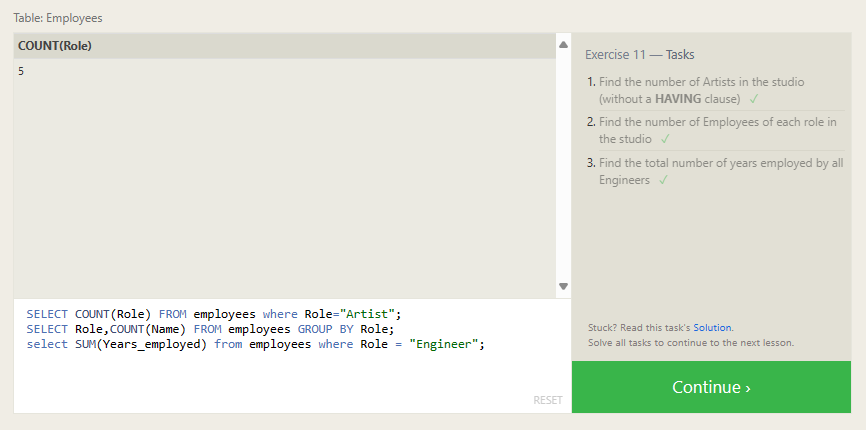 Table: Employees
COUNT(Role)
5
SELECT COUNT(Role) FROM employees where Role="Artist";
SELECT Role,COUNT(Name) FROM employees GROUP BY Role;
select SUM(Years_employed) from employees where Role = "Engineer";
RESET
Exercise 11 — Tasks
1. Find the number of Artists in the studio
(without a HAVING clause) ✓
2. Find the number of Employees of each role in
the studio ✓
3. Find the total number of years employed by all
Engineers ✓
Stuck? Read this task's Solution.
Solve all tasks to continue to the next lesson.
Continue ›